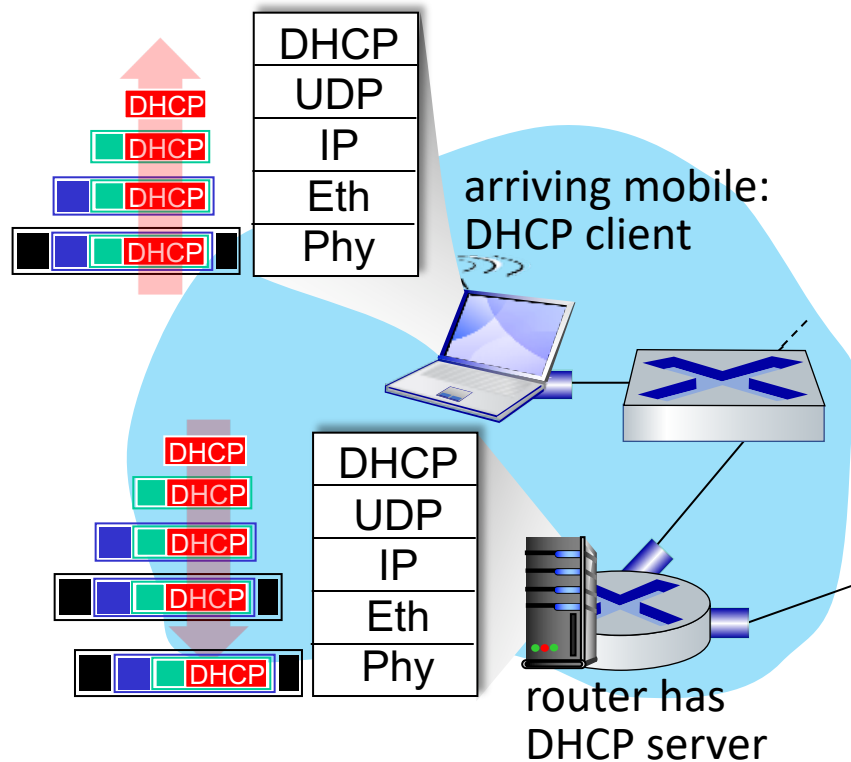 DHCP
UDP
IP
Eth
Phy
DHCP
DHCP
DHCP
DHCP
arriving mobile:
DHCP client
DHCP
UDP
IP
Eth
Phy
DHCP
DHCP
DHCP
DHCP
DHCP
router has
DHCP server